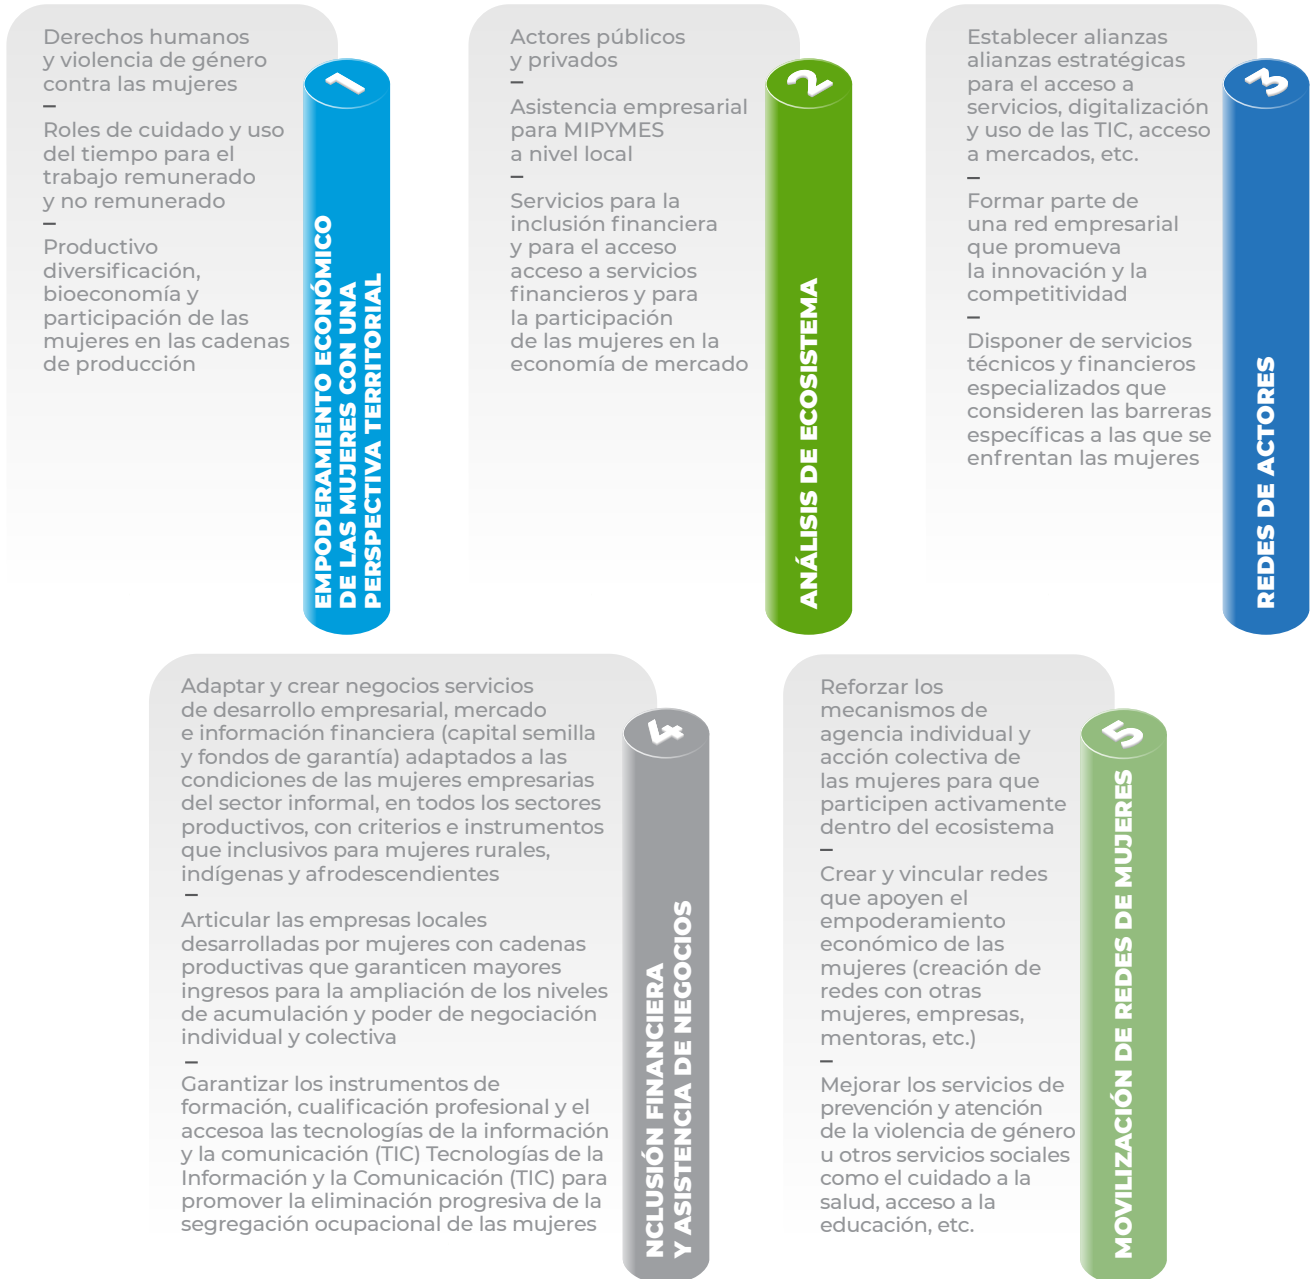 Derechos humanos
y violencia de género
contra las mujeres
–
Roles de cuidado y uso
del tiempo para el
trabajo remunerado
y no remunerado
–
Productivo
diversificación,
bioeconomía y
participación de las
mujeres en las cadenas
de producción
1
EMPODERAMIENTO ECONÓMICO
DE LAS MUJERES CON UNA
PERSPECTIVA TERRITORIAL
Actores públicos
y privados
–
Asistencia empresarial
para MIPYMES
a nivel local
–
Servicios para la
inclusión financiera
y para el acceso
acceso a servicios
financieros y para
la participación
de las mujeres en la
economía de mercado
2
ANÁLISIS DE ECOSISTEMA
Establecer alianzas
alianzas estratégicas
para el acceso a
servicios, digitalización
y uso de las TIC, acceso
a mercados, etc.
–
Formar parte de
una red empresarial
que promueva
la innovación y la
competitividad
–
Disponer de servicios
técnicos y financieros
especializados que
consideren las barreras
específicas a las que se
enfrentan las mujeres
3
REDES DE ACTORES
Adaptar y crear negocios servicios
de desarrollo empresarial, mercado
e información financiera (capital semilla
y fondos de garantía) adaptados a las
condiciones de las mujeres empresarias
del sector informal, en todos los sectores
productivos, con criterios e instrumentos
que inclusivos para mujeres rurales,
indígenas y afrodescendientes
–
Articular las empresas locales
desarrolladas por mujeres con cadenas
productivas que garanticen mayores
ingresos para la ampliación de los niveles
de acumulación y poder de negociación
individual y colectiva
–
Garantizar los instrumentos de
formación, cualificación profesional y el
accesoa las tecnologías de la información
y la comunicación (TIC) Tecnologías de la
Información y la Comunicación (TIC) para
promover la eliminación progresiva de la
segregación ocupacional de las mujeres
4
NCLUSIÓN FINANCIERA
Y ASISTENCIA DE NEGOCIOS
Reforzar los
mecanismos de
agencia individual y
acción colectiva de
las mujeres para que
participen activamente
dentro del ecosistema
–
Crear y vincular redes
que apoyen el
empoderamiento
económico de las
mujeres (creación de
redes con otras
mujeres, empresas,
mentoras, etc.)
–
Mejorar los servicios de
prevención y atención
de la violencia de género
u otros servicios sociales
como el cuidado a la
salud, acceso a la
educación, etc.
5
MOVILIZACIÓN DE REDES DE MUJERES